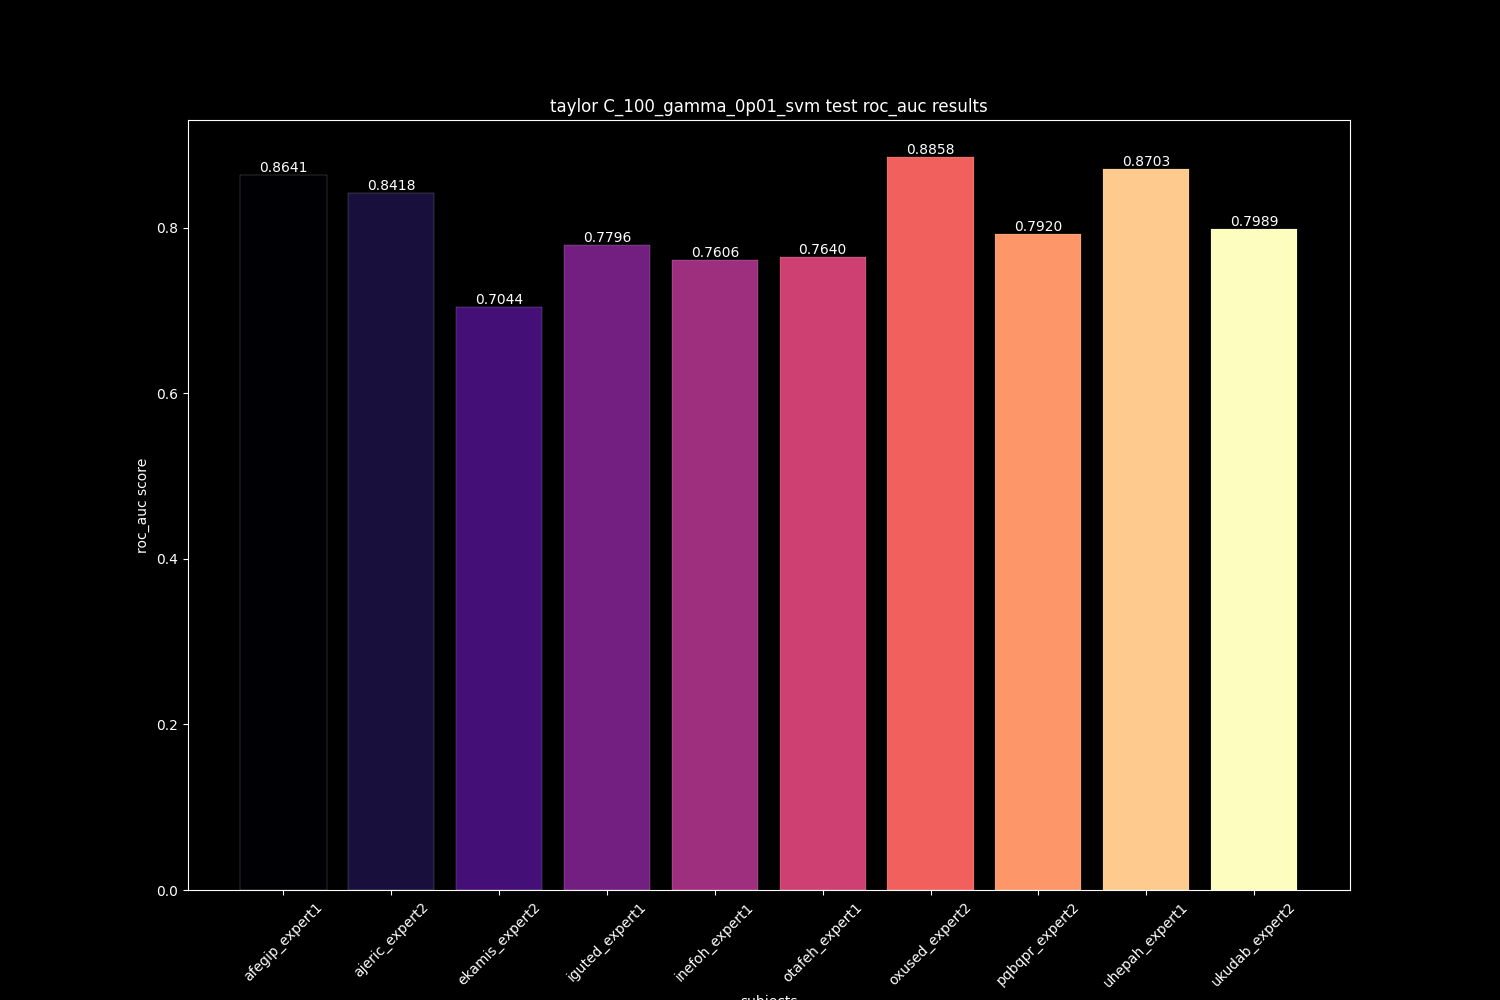 taylor C_100_gamma_0p01_svm test roc_auc results
0.8641
0.8418
0.7044
0.7796
0.7606
0.7640
0.8858
0.7920
0.8703
0.7989
roc_auc score
0.8
0.6
0.4
0.2
0.0
afegip_expert1
ajeric_expert2
ekamis_expert2
iguted_expert1
inefoh_expert1
otafeh_expert1
oxused_expert2
pqbqpr_expert2
uhepah_expert1
ukudab_expert2
subjects